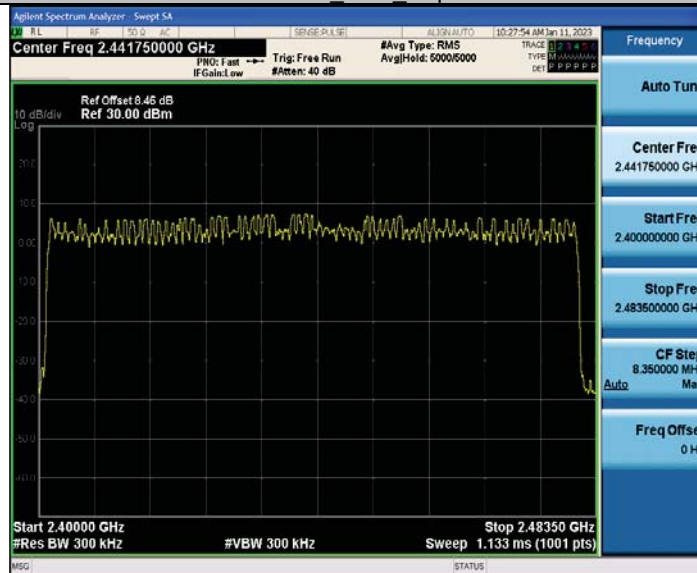 Agilent Spectrum Analyzer - Swept SA
RL RF 50 Ω AC SENSE:PULSE ALIGN AUTO 10:27:54 AM Jan 11, 2023
Center Freq 2.441750000 GHz
PNO: Fast
IFGain:Low
Trig: Free Run
#Atten: 40 dB
#Avg Type: RMS
Avg|Hold: 5000/5000
TRACE 1 2 3 4 5 6
TYPE M
DET P P P P P P
Ref Offset 8.46 dB
10 dB/div Ref 30.00 dBm
Log
20.0
10.0
0.00
-10.0
-20.0
-30.0
-40.0
-50.0
-60.0
Start 2.40000 GHz Stop 2.48350 GHz
#Res BW 300 kHz #VBW 300 kHz Sweep 1.133 ms (1001 pts)
MSG STATUS
Frequency
Auto Tun
Center Fre
2.441750000 GH
Start Fre
2.400000000 GH
Stop Fre
2.483500000 GH
CF Ste
8.350000 MH
Auto Ma
Freq Offse
0 H